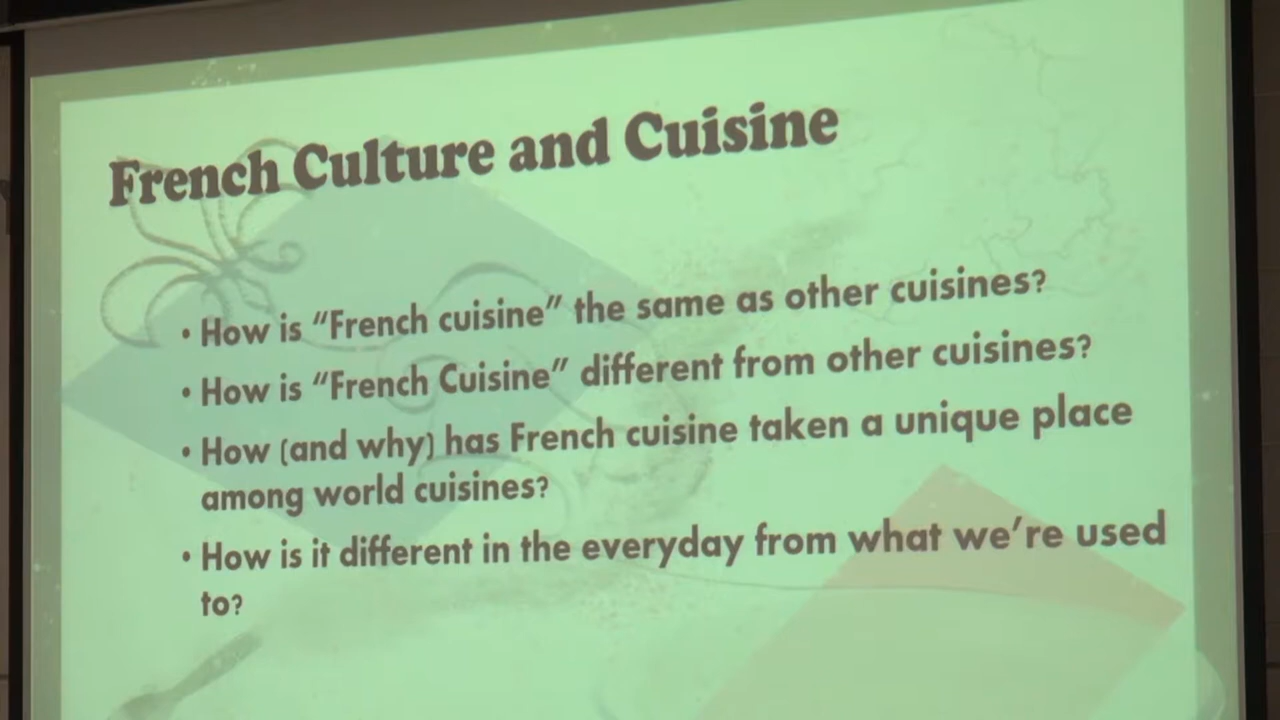 French Culture and Cuisine
• How is “French cuisine” the same as other cuisines?
• How is “French Cuisine” different from other cuisines?
• How (and why) has French cuisine taken a unique place
among world cuisines?
• How is it different in the everyday from what we’re used
to?